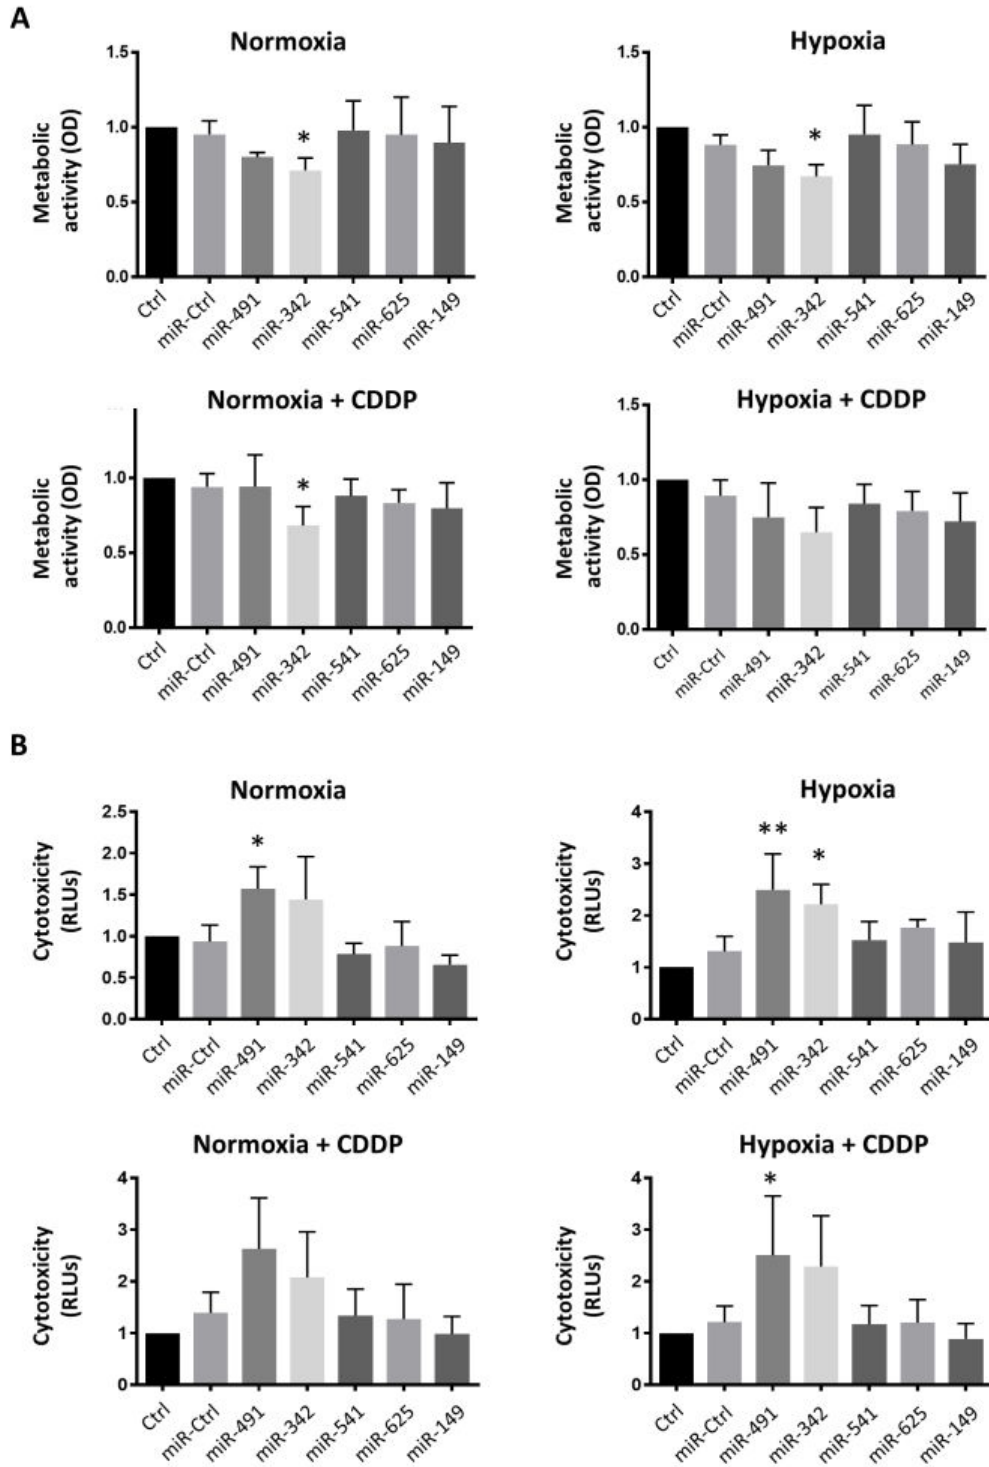 A
Normoxia
Metabolic
activity (OD)
1.5
1.0
0.5
0.0
*
Ctrl
miR-Ctrl
miR-491
miR-342
miR-541
miR-625
miR-149
Hypoxia
Metabolic
activity (OD)
1.5
1.0
0.5
0.0
*
Ctrl
miR-Ctrl
miR-491
miR-342
miR-541
miR-625
miR-149
Normoxia + CDDP
Metabolic
activity (OD)
1.0
0.5
0.0
*
Ctrl
miR-Ctrl
miR-491
miR-342
miR-541
miR-625
miR-149
Hypoxia + CDDP
Metabolic
activity (OD)
1.5
1.0
0.5
0.0
Ctrl
miR-Ctrl
miR-491
miR-342
miR-541
miR-625
miR-149
B
Normoxia
Cytotoxicity
(RLUs)
2.5
2.0
1.5
1.0
0.5
0.0
*
Ctrl
miR-Ctrl
miR-491
miR-342
miR-541
miR-625
miR-149
Hypoxia
Cytotoxicity
(RLUs)
4
3
2
1
0
**
*
Ctrl
miR-Ctrl
miR-491
miR-342
miR-541
miR-625
miR-149
Normoxia + CDDP
Cytotoxicity
(RLUs)
4
3
2
1
0
Ctrl
miR-Ctrl
miR-491
miR-342
miR-541
miR-625
miR-149
Hypoxia + CDDP
Cytotoxicity
(RLUs)
4
3
2
1
0
*
Ctrl
miR-Ctrl
miR-491
miR-342
miR-541
miR-625
miR-149